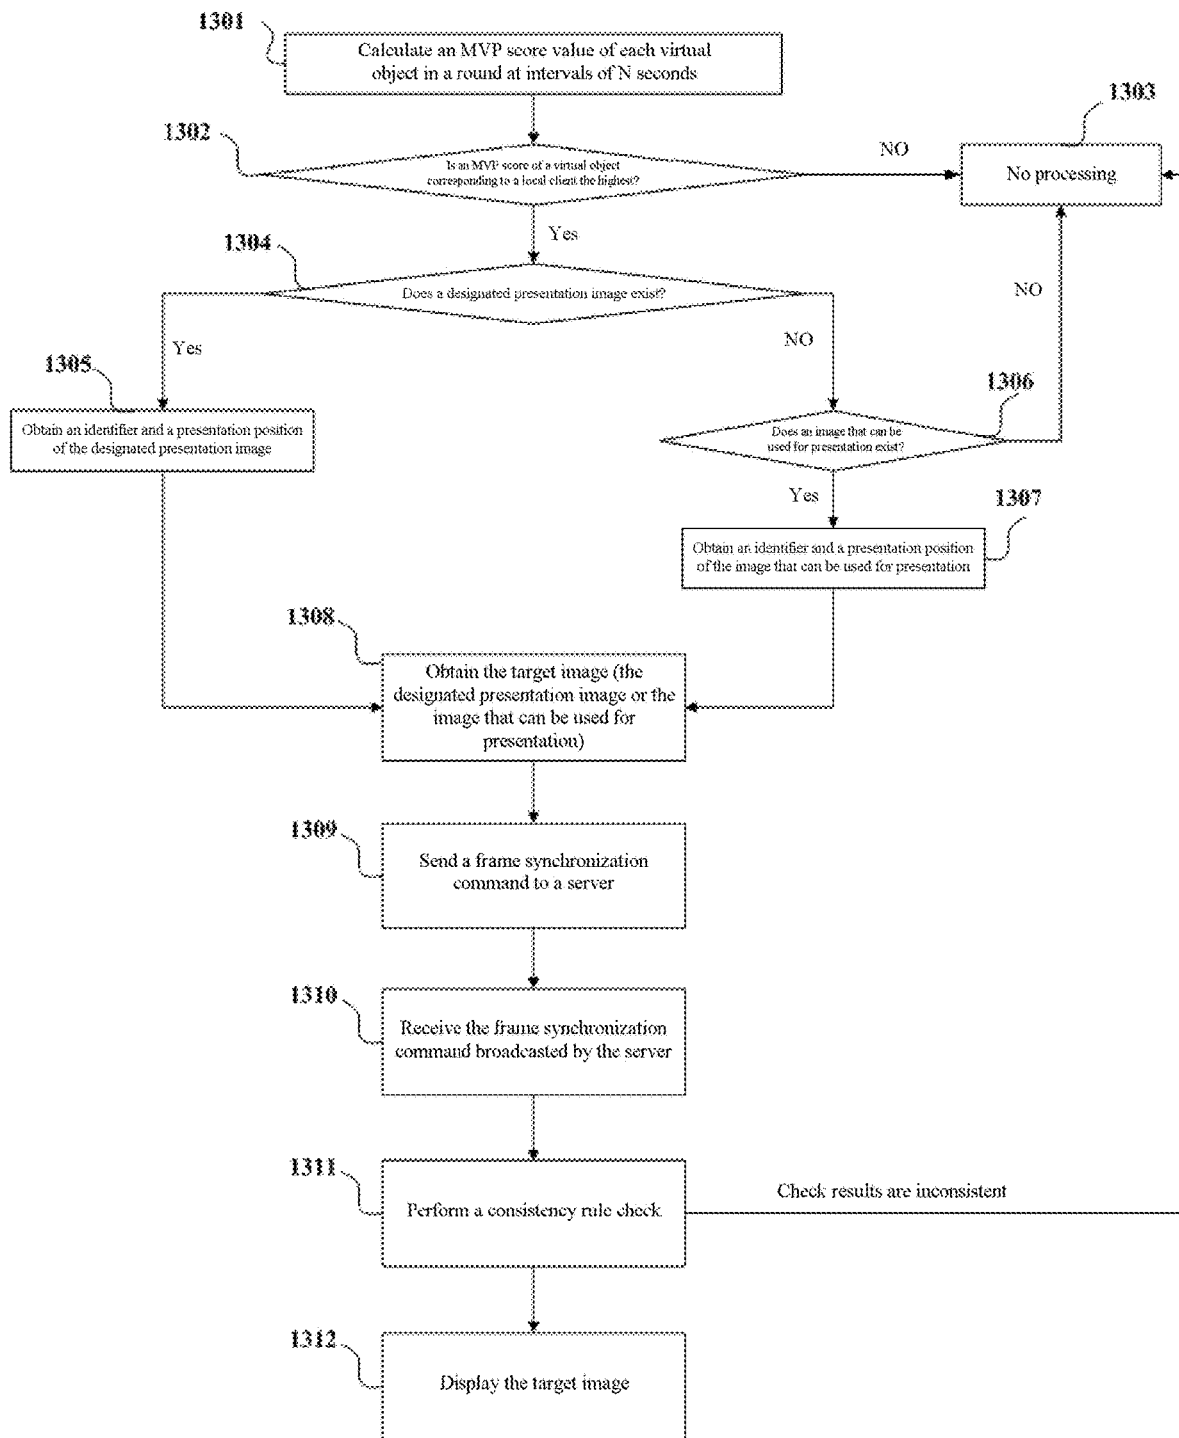 1301
Calculate an MVP score value of each virtual
object in a round at intervals of N seconds
1303
1302
NO
Is an MVP score of a virtual object
corresponding to a local client the highest?
No processing
Yes
1304
NO
Does a designated presentation image exist?
NO
Yes
1305
1306
Obtain an identifier and a presentation position
of the designated presentation image
Does an image that can be
used for presentation exist?
Yes
1307
Obtain an identifier and a presentation position
of the image that can be used for presentation
1308
Obtain the target image (the
designated presentation image or the
image that can be used for
presentation)
1309
Send a frame synchronization
command to a server
1310
Receive the frame synchronization
command broadcasted by the server
1311
Check results are inconsistent
Perform a consistency rule check
1312
Display the target image